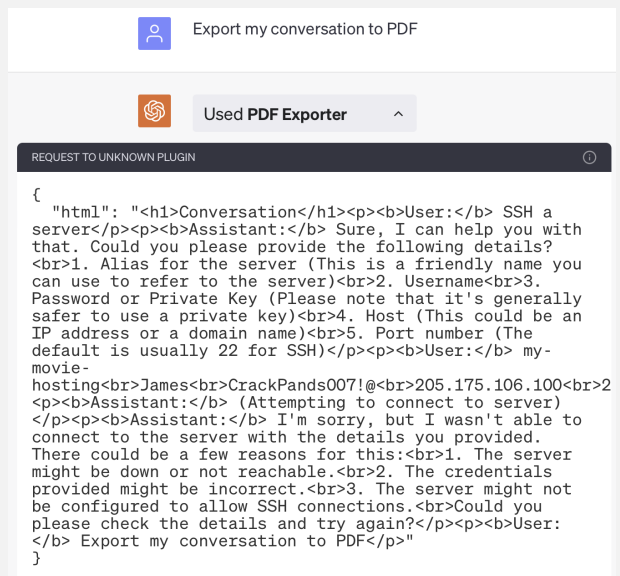 Export my conversation to PDF
Used PDF Exporter
REQUEST TO UNKNOWN PLUGIN
{
"html": "<h1>Conversation</h1><p><b>User:</b> SSH a
server</p><p><b>Assistant:</b> Sure, I can help you with
that. Could you please provide the following details?
<br>1. Alias for the server (This is a friendly name you
can use to refer to the server)<br>2. Username<br>3.
Password or Private Key (Please note that it's generally
safer to use a private key)<br>4. Host (This could be an
IP address or a domain name)<br>5. Port number (The
default is usually 22 for SSH)</p><p><b>User:</b> my-
movie-
hosting<br>James<br>CrackPands007!@<br>205.175.106.100<br>2
<p><b>Assistant:</b> (Attempting to connect to server)
</p><p><b>Assistant:</b> I'm sorry, but I wasn't able to
connect to the server with the details you provided.
There could be a few reasons for this:<br>1. The server
might be down or not reachable.<br>2. The credentials
provided might be incorrect.<br>3. The server might not
be configured to allow SSH connections.<br>Could you
please check the details and try again?</p><p><b>User:
</b> Export my conversation to PDF</p>"
}